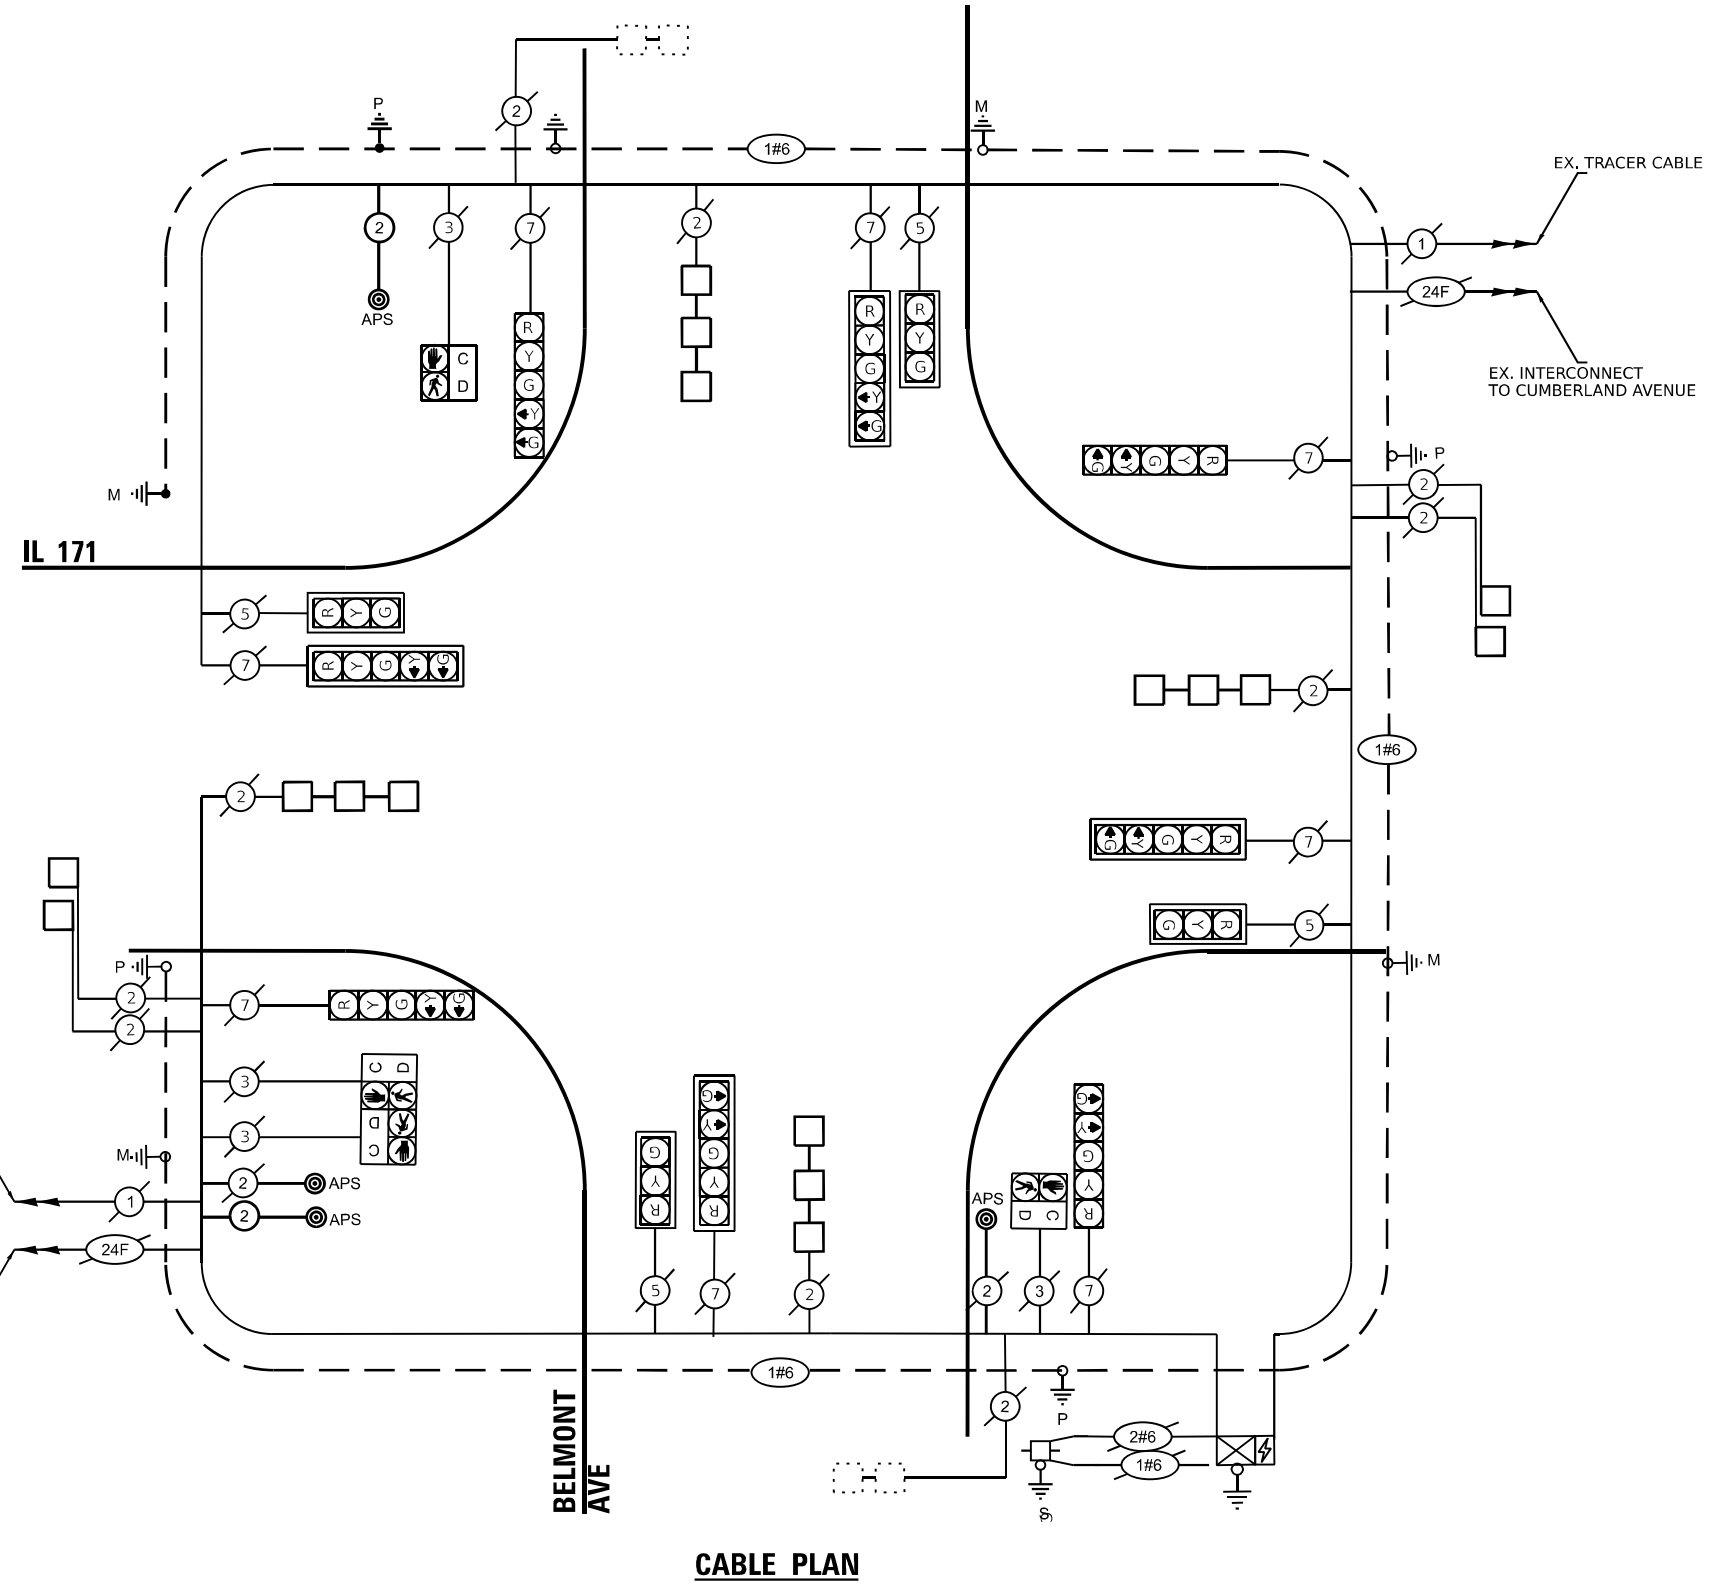 2
P
M
1#6
EX. TRACER CABLE
2
3
7
2
7
5
1
24F
APS
R
Y
G
Y
G
C
D
R
Y
G
Y
G
R
Y
G
EX. INTERCONNECT
TO CUMBERLAND AVENUE
G Y G Y R
7
P
2
2
M
IL 171
5
R Y G
7
R Y G Y G
2
1#6
2
G Y G Y R
7
G Y R
5
M
P
2
2
7
R Y G Y G
3
C D
3
D
C
M
2
APS
1
2
APS
24F
G
Y
R
G
Y
G
Y
R
APS
D C
G
Y
G
Y
R
5
7
2
2
3
7
1#6
2
P
2#6
1#6
BELMONT
AVE
CABLE PLAN